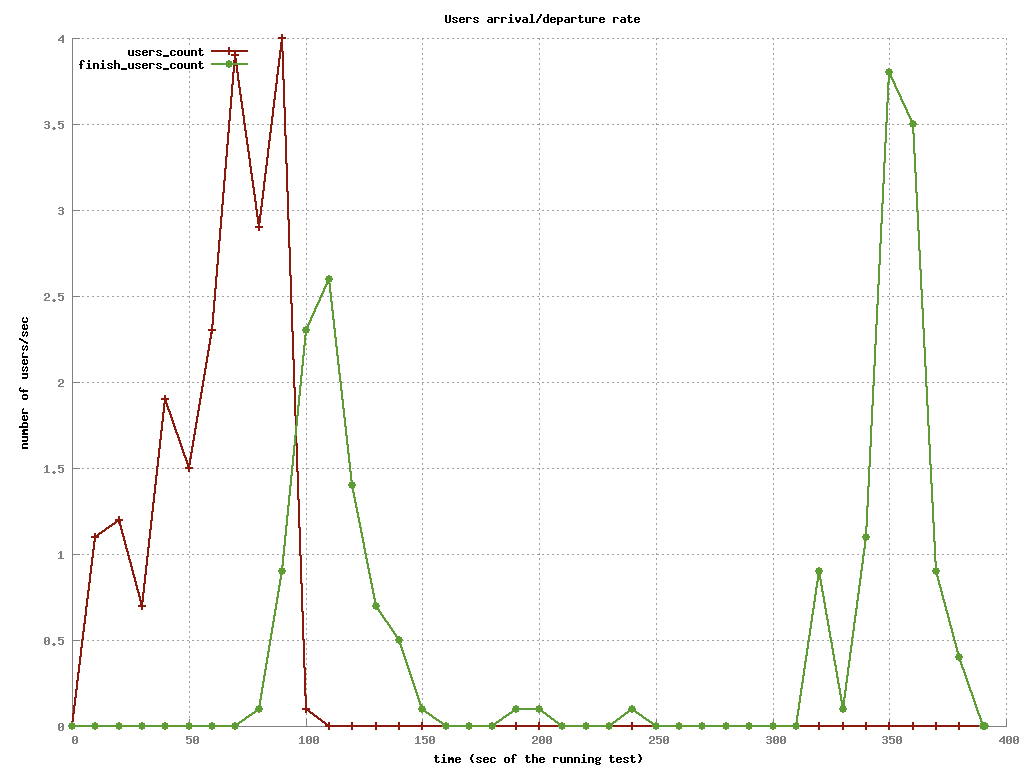 Users arrival/departure rate
users_count
finish_users_count
4
3.5
3
2.5
2
1.5
1
0.5
0
number of users/sec
0 50 100 150 200 250 300 350 400
time (sec of the running test)